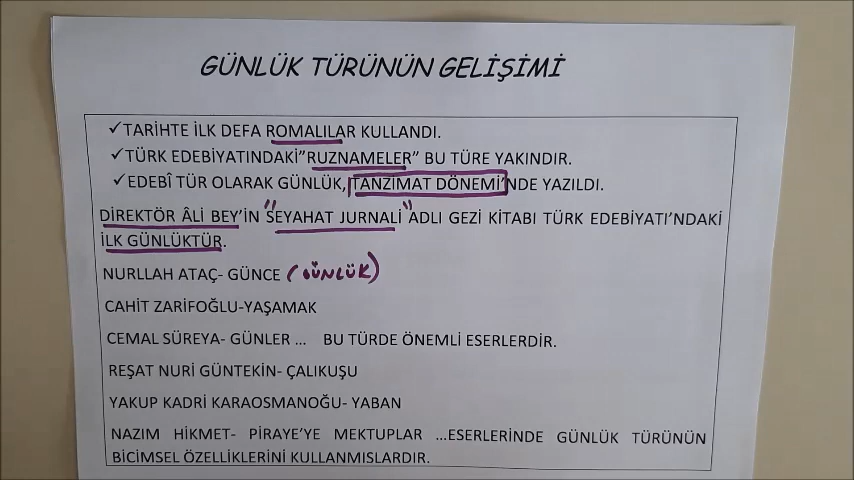 GÜNLÜK TÜRÜNÜN GELİŞİMİ
✓TARİHTE İLK DEFA ROMALILAR KULLANDI.
✓TÜRK EDEBİYATINDAKİ"RUZNAMELER" BU TÜRE YAKINDIR.
✓EDEBÎ TÜR OLARAK GÜNLÜK, TANZIMAT DÖNEMİ'NDE YAZILDI.
DİREKTÖR ÂLİ BEY'İN "SEYAHAT JURNALİ" ADLI GEZİ KİTABI TÜRK EDEBİYATI'NDAKİ
İLK GÜNLÜKTÜR.
NURLLAH ATAÇ- GÜNCE (GÜNLÜK)
CAHİT ZARİFOĞLU-YAŞAMAK
CEMAL SÜREYA- GÜNLER ... BU TÜRDE ÖNEMLİ ESERLERDİR.
REŞAT NURİ GÜNTEKİN- ÇALIKUŞU
YAKUP KADRİ KARAOSMANOĞU- YABAN
NAZIM HİKMET- PİRAYE'YE MEKTUPLAR ...ESERLERİNDE GÜNLÜK TÜRÜNÜN
BİCİMSEL ÖZELLİKLERİNİ KULLANMISLARDIR.